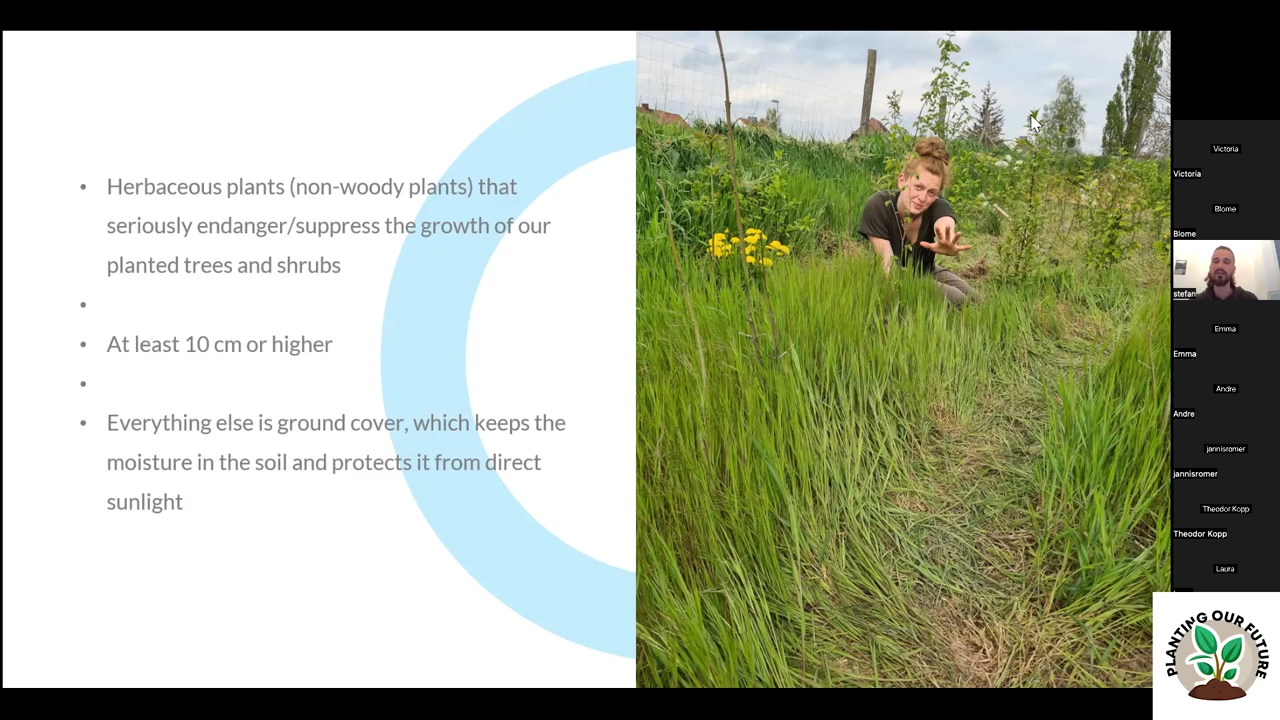 • Herbaceous plants (non-woody plants) that
seriously endanger/suppress the growth of our
planted trees and shrubs
•
• At least 10 cm or higher
•
• Everything else is ground cover, which keeps the
moisture in the soil and protects it from direct
sunlight
Victoria
Victoria
Blome
Blome
stefan
Emma
Emma
Andre
Andre
jannisromer
jannisromer
Theodor Kopp
Theodor Kopp
Laura
PLANTING OUR FUTURE